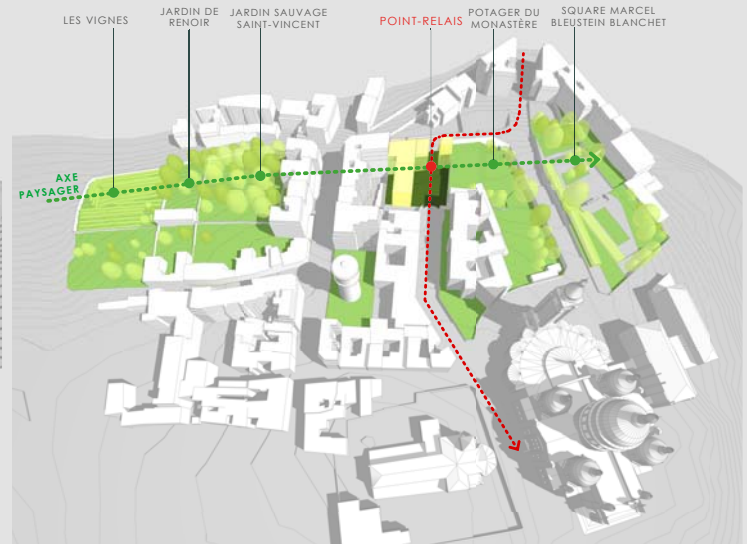 LES VIGNES
JARDIN DE
RENOIR
JARDIN SAUVAGE
SAINT-VINCENT
POINT-RELAIS
POTAGER DU
MONASTÈRE
SQUARE MARCEL
BLEUSTEIN BLANCHET
AXE
PAYSAGER